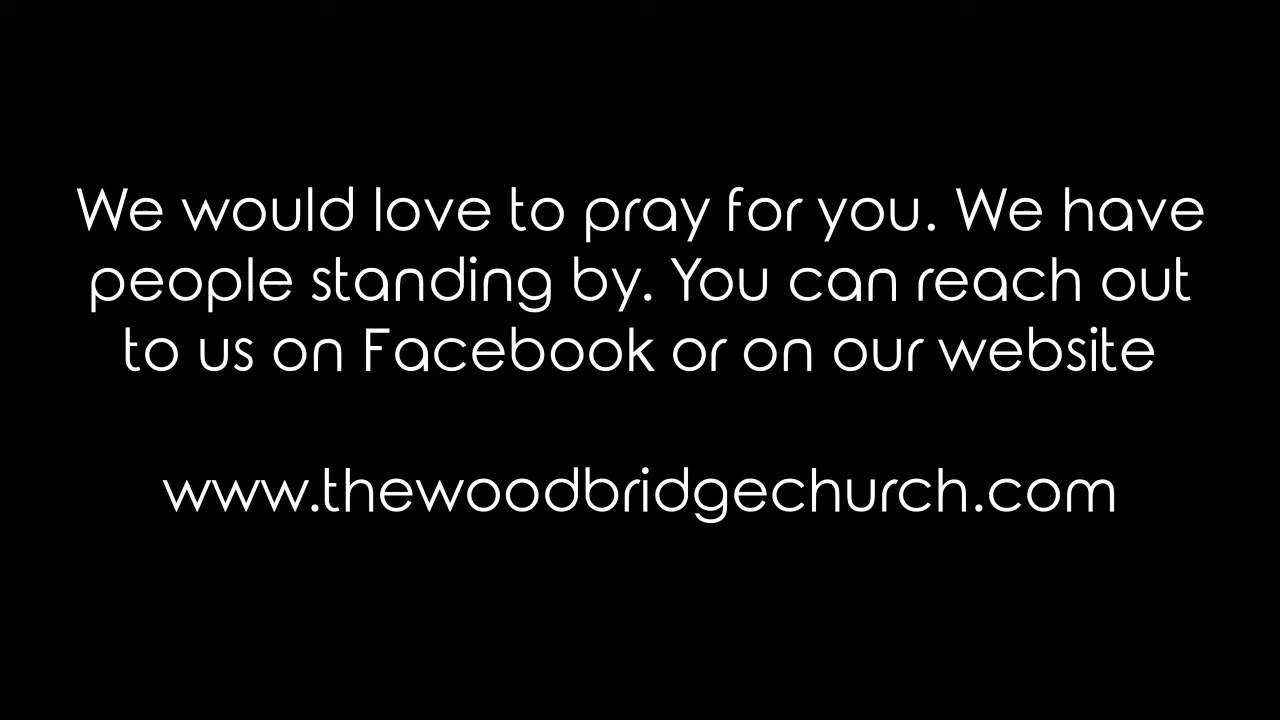 We would love to pray for you. We have
people standing by. You can reach out
to us on Facebook or on our website
www.thewoodbridgechurch.com